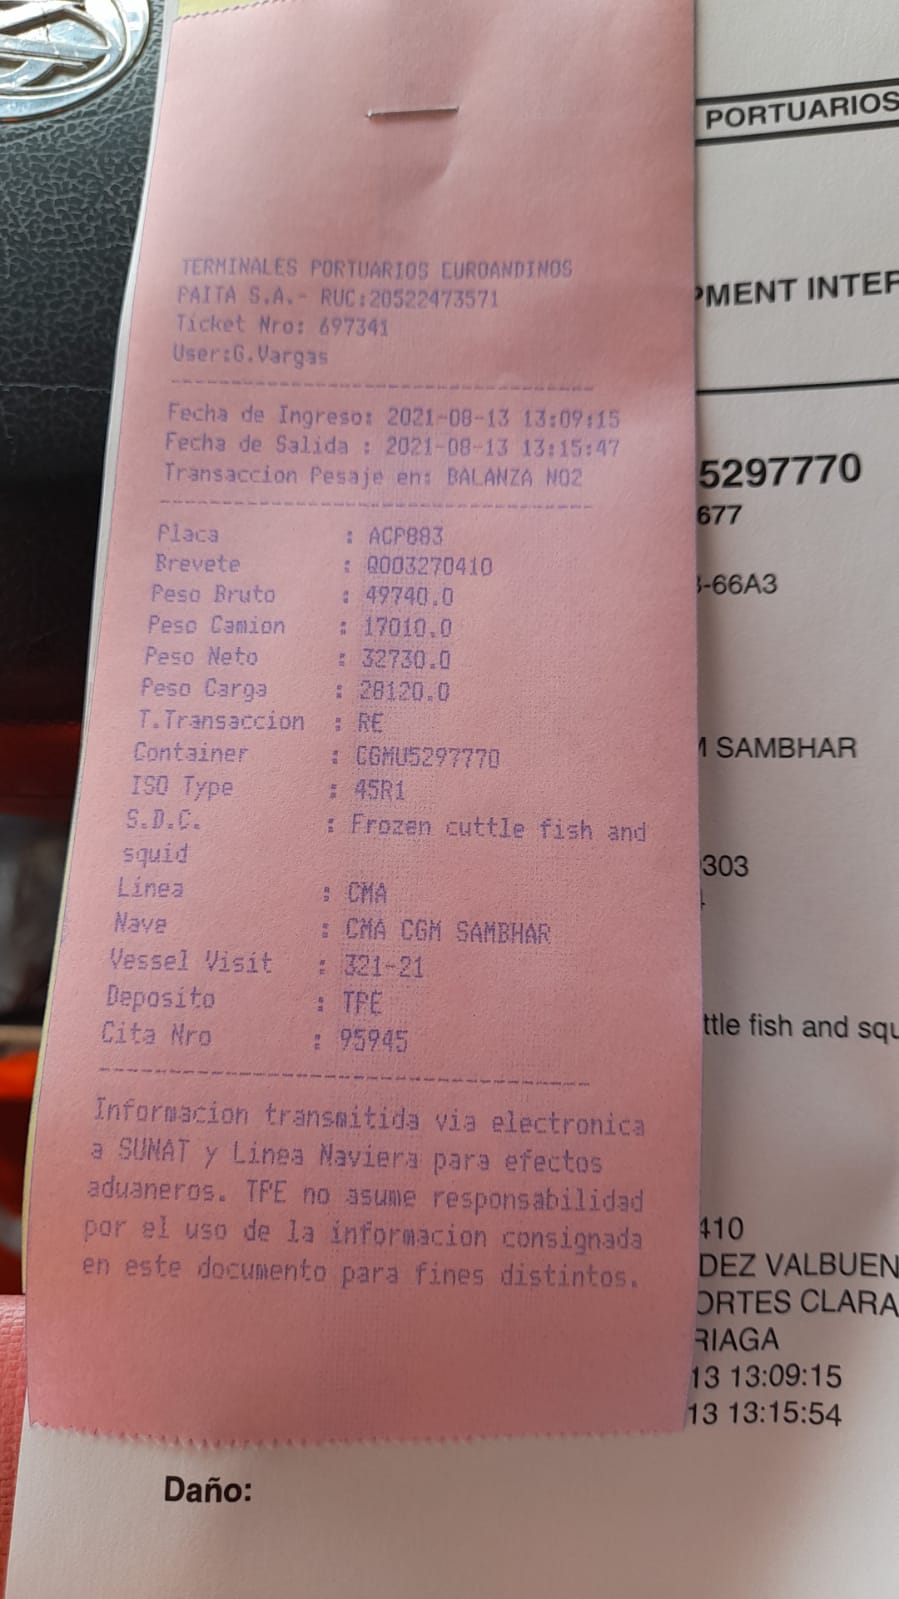 TERMINALES PORTUARIOS EUROANDINOS
PAITA S.A.- RUC:20522473571
Ticket Nro: 697341
User:G.Vargas
Fecha de Ingreso: 2021-08-13 13:09:15
Fecha de Salida : 2021-08-13 13:15:47
Transaccion Pesaje en: BALANZA NO2
Placa : ACP883
Brevete : Q003270410
Peso Bruto : 49740.0
Peso Camion : 17010.0
Peso Neto : 32730.0
Peso Carga : 28120.0
T.Transaccion : RE
Container : CGMU5297770
ISO Type : 45R1
S.D.C. : Frozen cuttle fish and
squid
Linea : CMA
Nave : CMA CGM SAMBHAR
Vessel Visit : 321-21
Deposito : TPE
Cita Nro : 95945
Informacion transmitida via electronica
a SUNAT y Linea Naviera para efectos
aduaneros. TPE no asume responsabilidad
por el uso de la informacion consignada
en este documento para fines distintos.
PORTUARIOS
PMENT INTER
5297770
677
-66A3
SAMBHAR
303
ttle fish and squ
410
DEZ VALBUEN
ORTES CLARA
RIAGA
13 13:09:15
13 13:15:54
Daño: